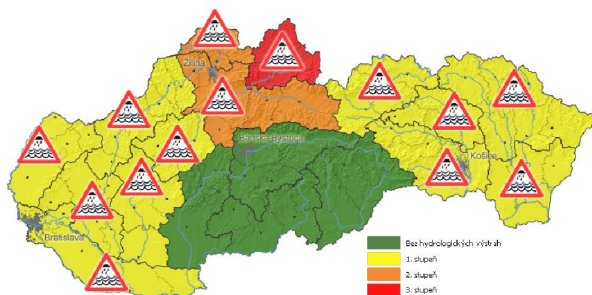 Žilina
Banská Bystrica
Košice
Bratislava
Bez hydrologických výstrah
1. stupeň
2. stupeň
3. stupeň